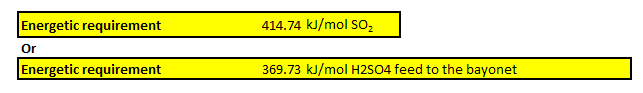 Energetic requirement 414.74 kJ/mol SO₂
Or
Energetic requirement 369.73 kJ/mol H2SO4 feed to the bayonet